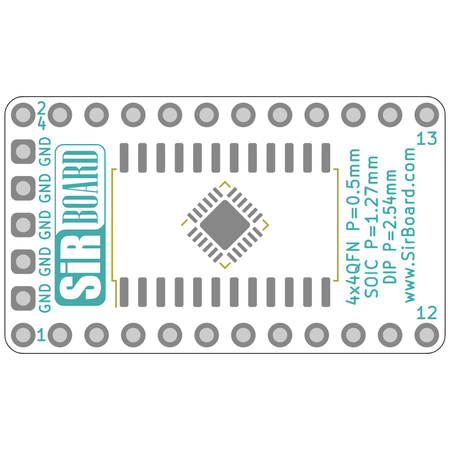 24
GND
GND
GND
GND
GND
1
SiR BOARD
13
12
4x4QFN P=0.5mm
SOIC P=1.27mm
DIP P=2.54mm
www.SirBoard.com